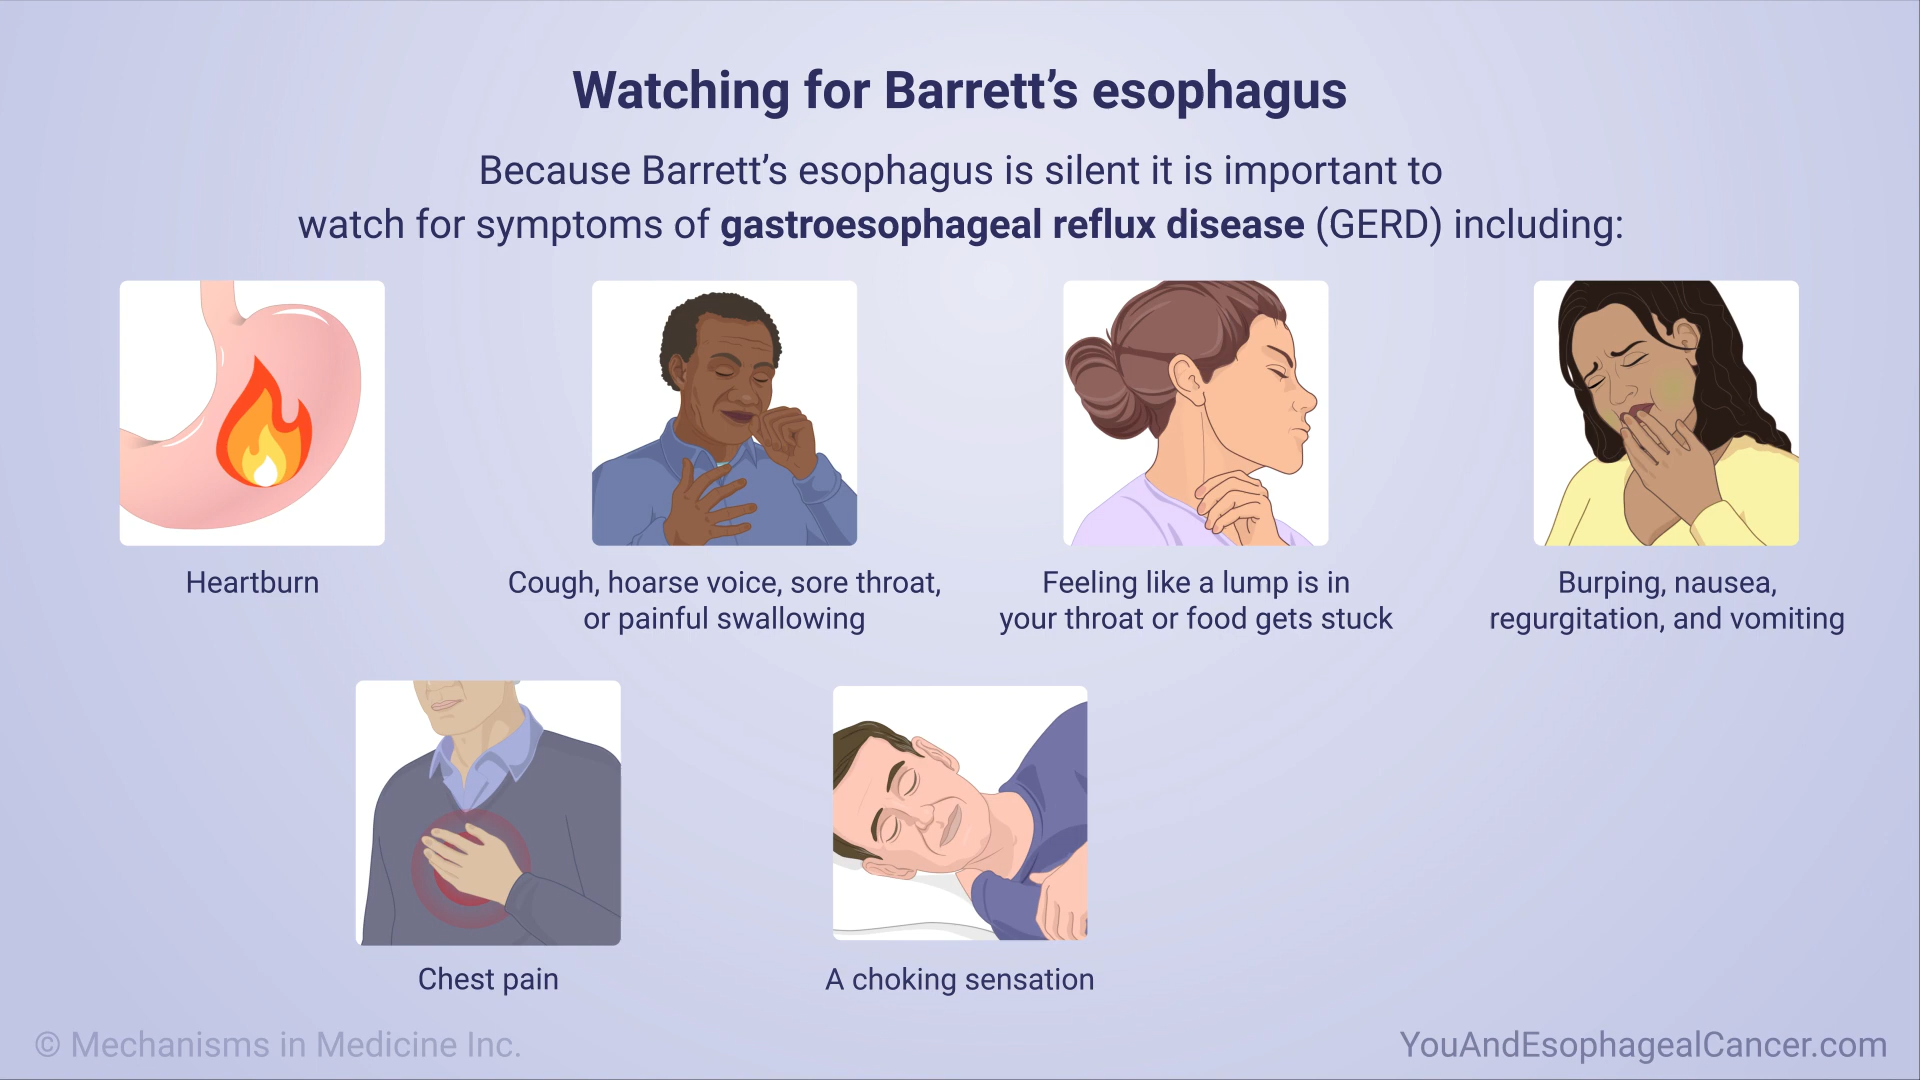 Watching for Barrett’s esophagus
Because Barrett’s esophagus is silent it is important to
watch for symptoms of gastroesophageal reflux disease (GERD) including:
Heartburn
Cough, hoarse voice, sore throat,
or painful swallowing
Feeling like a lump is in
your throat or food gets stuck
Burping, nausea,
regurgitation, and vomiting
Chest pain
A choking sensation
© Mechanisms in Medicine Inc.
YouAndEsophagealCancer.com